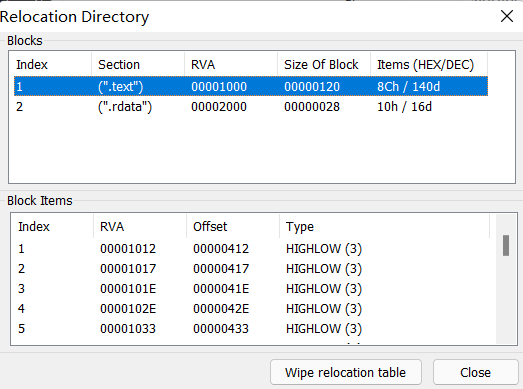 Relocation Directory
Blocks
Index Section RVA Size Of Block Items (HEX/DEC)
1 (".text") 00001000 00000120 8Ch / 140d
2 (".rdata") 00002000 00000028 10h / 16d
Block Items
Index RVA Offset Type
1 00001012 00000412 HIGHLOW (3)
2 00001017 00000417 HIGHLOW (3)
3 0000101E 0000041E HIGHLOW (3)
4 0000102E 0000042E HIGHLOW (3)
5 00001033 00000433 HIGHLOW (3)
Wipe relocation table Close